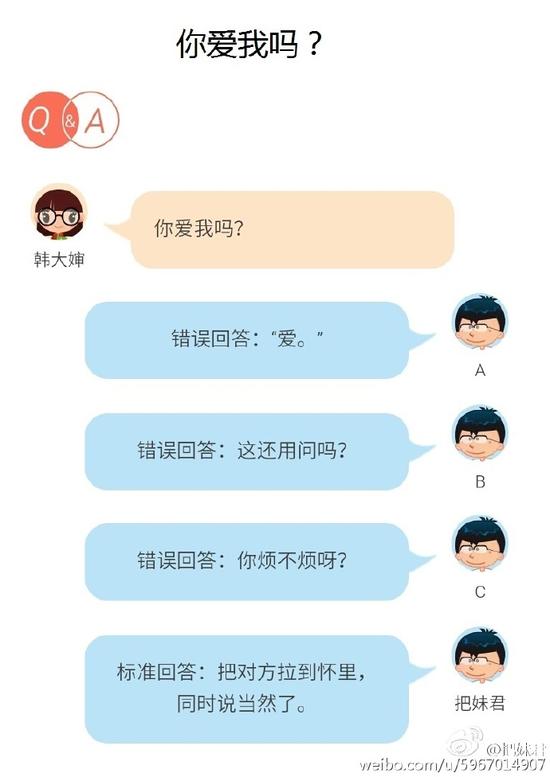 你爱我吗？
Q & A
你爱我吗？
韩大婶
错误回答：“爱。”
A
错误回答：这还用问吗？
B
错误回答：你烦不烦呀？
C
标准回答：把对方拉到怀里，
同时说当然了。
把妹君
@把妹君
weibo.com/u/5967014907